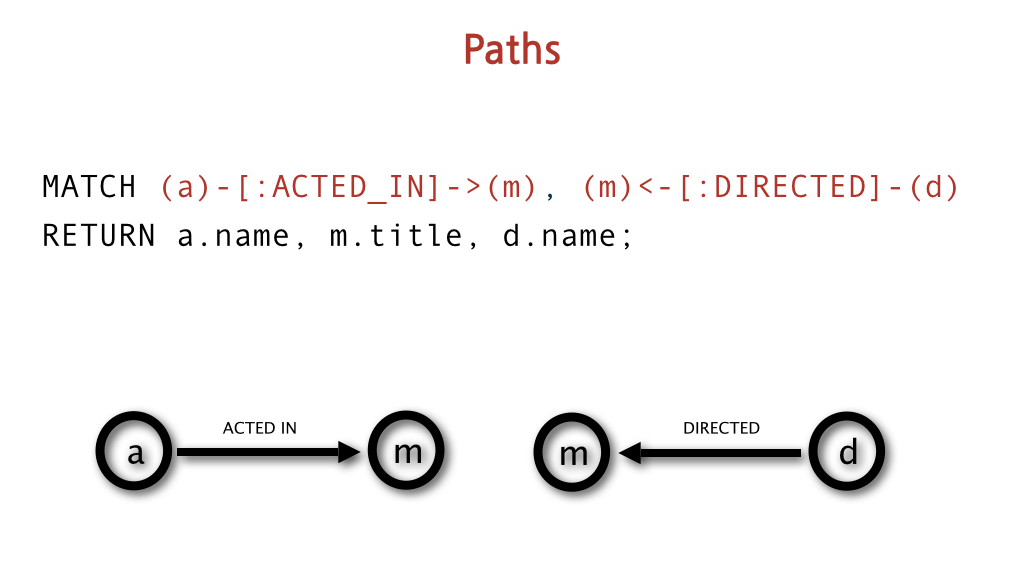 Paths
MATCH (a)-[:ACTED_IN]->(m), (m)<-[:DIRECTED]-(d)
RETURN a.name, m.title, d.name;
ACTED IN
DIRECTED
a
m
m
d